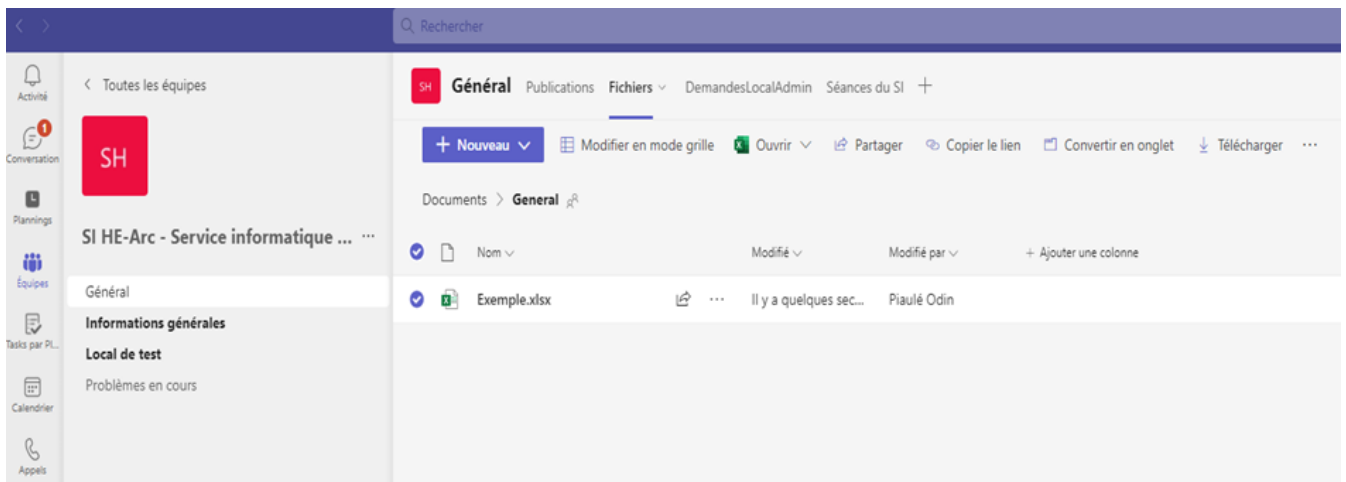 Rechercher
Activité
1
Conversation
Plannings
Équipes
Tasks par Pl...
Calendrier
Appels
Toutes les équipes
SH
SI HE-Arc - Service informatique ... ...
Général
Informations générales
Local de test
Problèmes en cours
SH Général Publications Fichiers DemandesLocalAdmin Séances du SI +
+ Nouveau Modifier en mode grille Ouvrir Partager Copier le lien Convertir en onglet Télécharger ...
Documents > General
Nom Modifié Modifié par + Ajouter une colonne
Exemple.xlsx ... Il y a quelques sec... Piaulé Odin